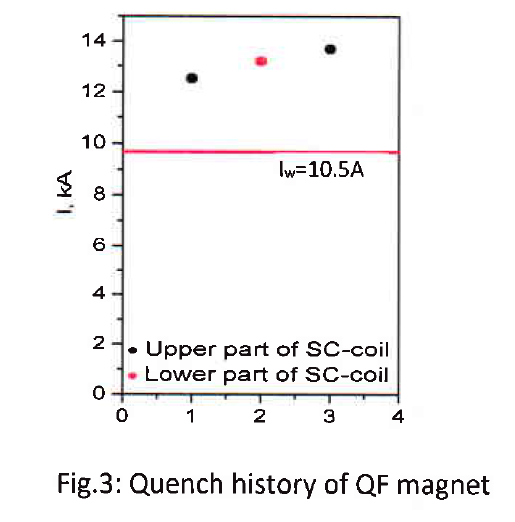 14
12
10
Iw=10.5A
I, kA
8
6
4
2
Upper part of SC-coil
Lower part of SC-coil
0
0 1 2 3 4
Fig.3: Quench history of QF magnet